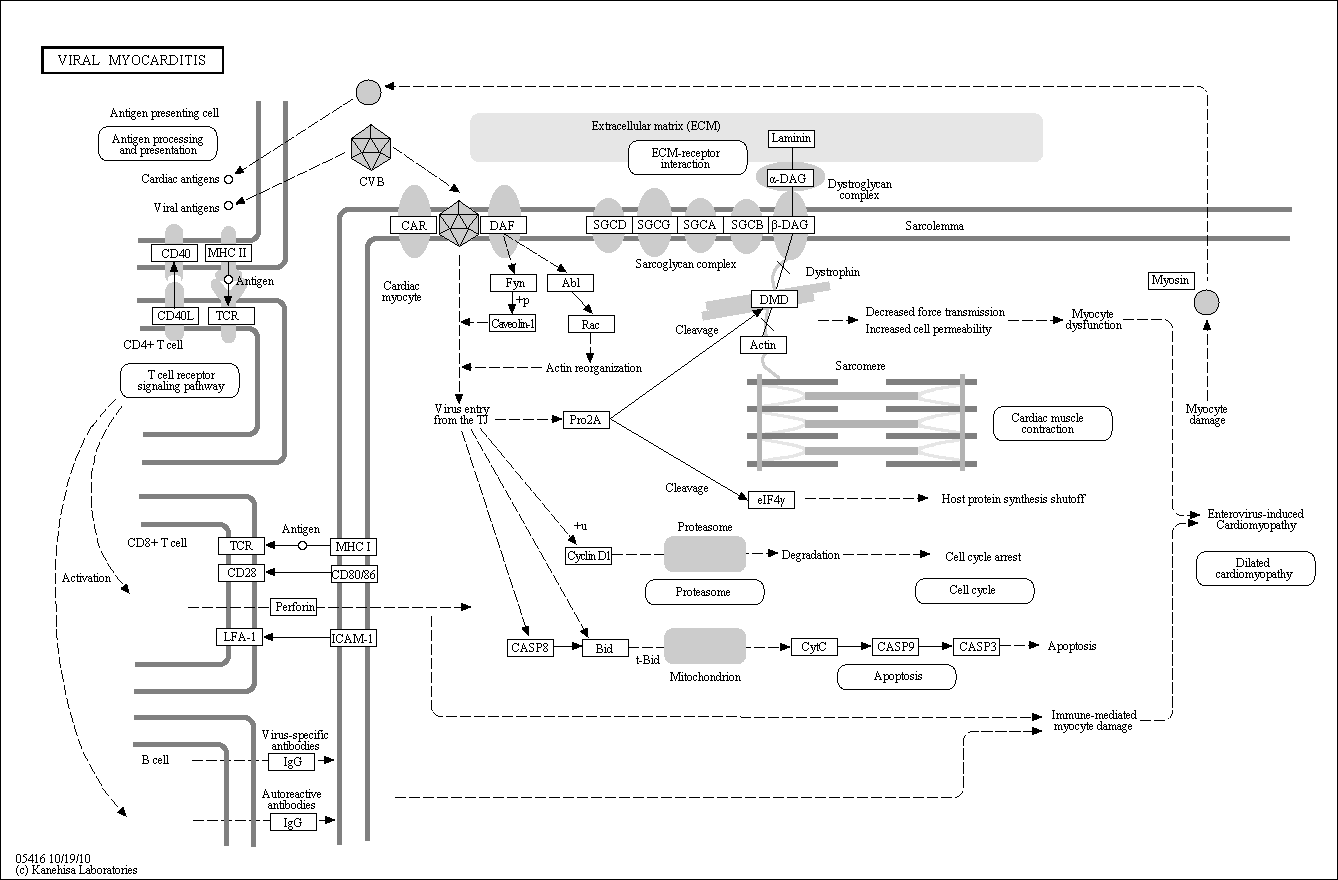 VIRAL MYOCARDITIS
Antigen presenting cell
Antigen processing
and presentation
Cardiac antigens
Viral antigens
CVB
Extracellular matrix (ECM)
ECM-receptor
interaction
Laminin
α-DAG
Dystroglycan
complex
CAR
DAF
SGCD
SGCG
SGCA
SGCB
β-DAG
Sarcolemma
CD40
MHC II
Antigen
CD40L
TCR
CD4+ T cell
T cell receptor
signaling pathway
Cardiac
myocyte
Sarcoglycan complex
Fyn
+p
Caveolin-1
Abl
Rac
Actin reorganization
Dystrophin
DMD
Cleavage
Actin
Decreased force transmission
Increased cell permeability
Myocyte
dysfunction
Myosin
Myocyte
damage
Sarcomere
Cardiac muscle
contraction
Virus entry
from the TJ
Pro2A
Cleavage
eIF4γ
Host protein synthesis shutoff
Enterovirus-induced
Cardiomyopathy
Dilated
cardiomyopathy
CD8+ T cell
TCR
Antigen
MHC I
CD28
CD80/86
Activation
Perforin
LFA-1
ICAM-1
+u
Cyclin D1
Proteasome
Degradation
Cell cycle arrest
Proteasome
Cell cycle
CASP8
Bid
t-Bid
Mitochondrion
CytC
CASP9
CASP3
Apoptosis
Apoptosis
Immune-mediated
myocyte damage
B cell
Virus-specific
antibodies
IgG
Autoreactive
antibodies
IgG
05416 10/19/10
(c) Kanehisa Laboratories